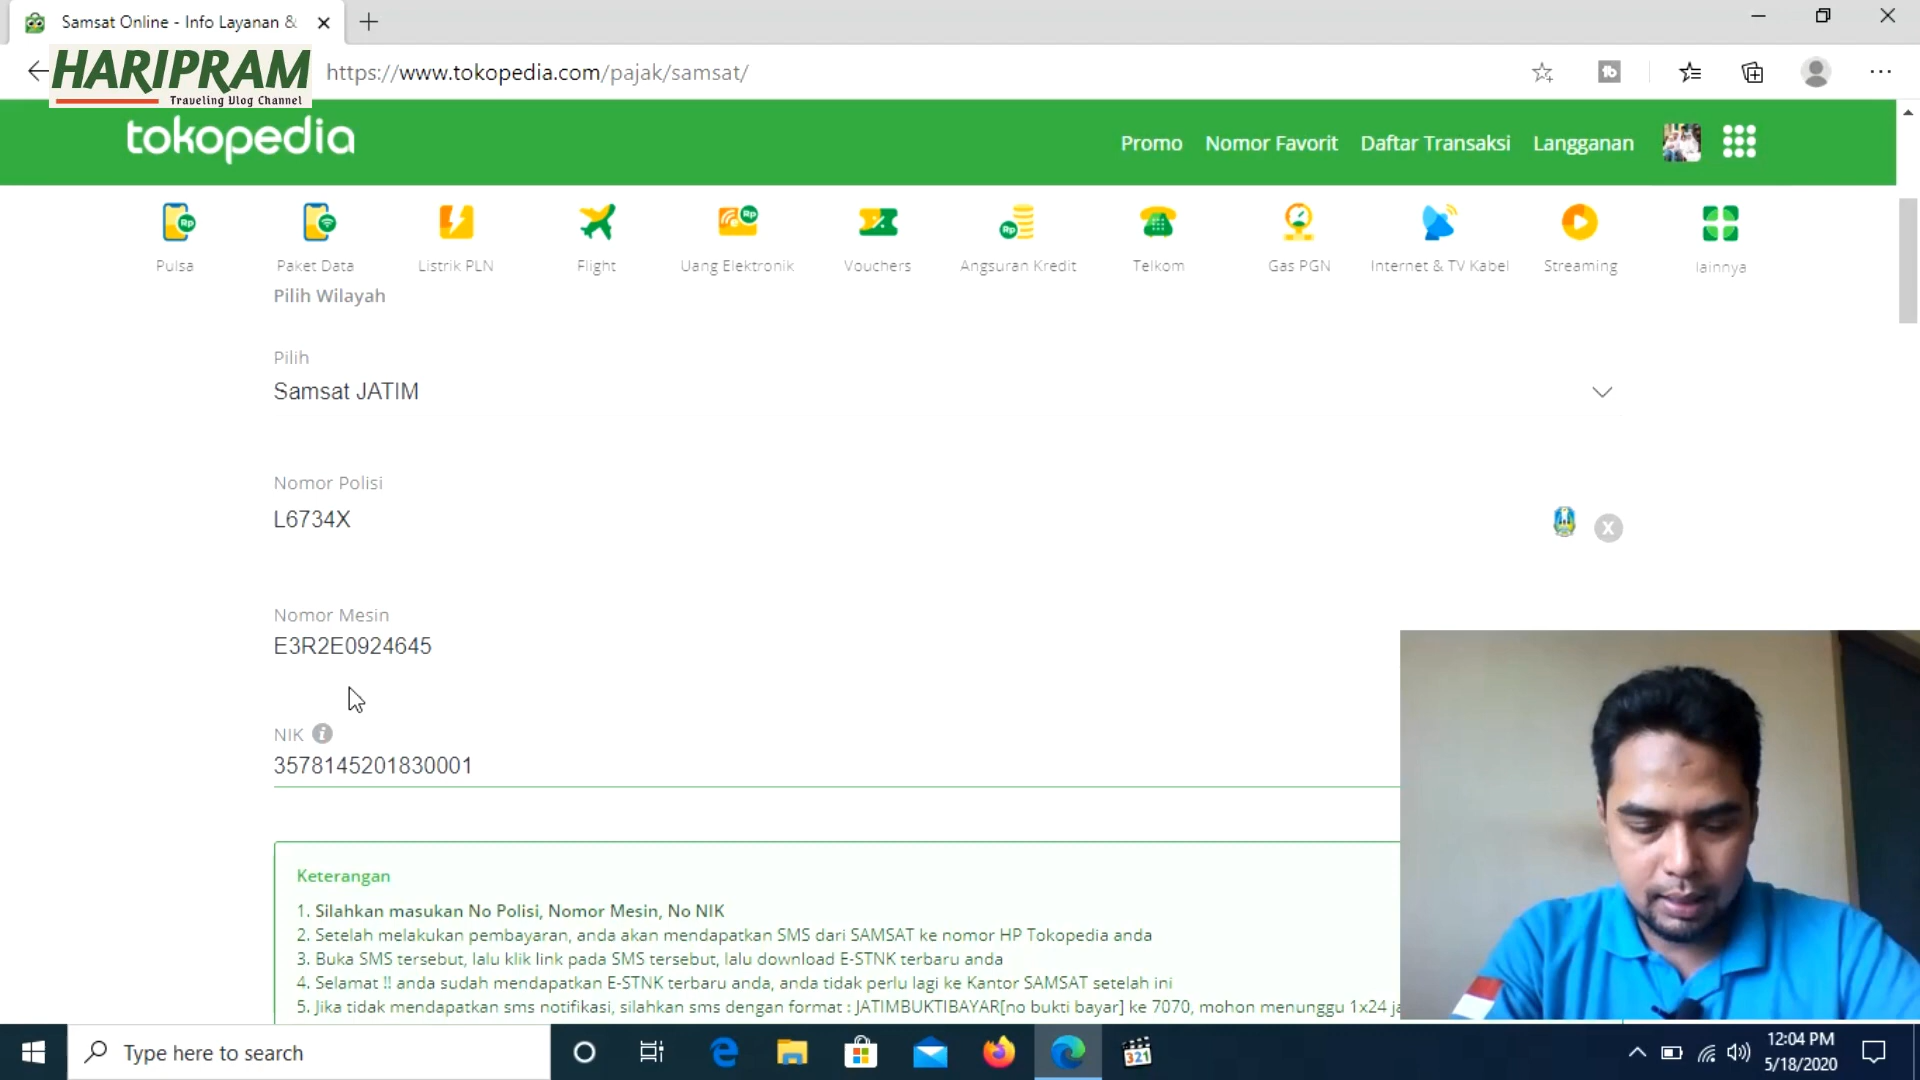 Samsat Online - Info Layanan &
HARIPRAM
Traveling Vlog Channel
https://www.tokopedia.com/pajak/samsat/
tokopedia
Promo Nomor Favorit Daftar Transaksi Langganan
Pulsa Paket Data Listrik PLN Flight Uang Elektronik Vouchers Angsuran Kredit Telkom Gas PGN Internet & TV Kabel Streaming lainnya
Pilih Wilayah
Pilih
Samsat JATIM
Nomor Polisi
L6734X
Nomor Mesin
E3R2E0924645
NIK
3578145201830001
Keterangan
1. Silahkan masukan No Polisi, Nomor Mesin, No NIK
2. Setelah melakukan pembayaran, anda akan mendapatkan SMS dari SAMSAT ke nomor HP Tokopedia anda
3. Buka SMS tersebut, lalu klik link pada SMS tersebut, lalu download E-STNK terbaru anda
4. Selamat !! anda sudah mendapatkan E-STNK terbaru anda, anda tidak perlu lagi ke Kantor SAMSAT setelah ini
5. Jika tidak mendapatkan sms notifikasi, silahkan sms dengan format : JATIMBUKTIBAYAR[no bukti bayar] ke 7070, mohon menunggu 1x24
Type here to search
12:04 PM
5/18/2020